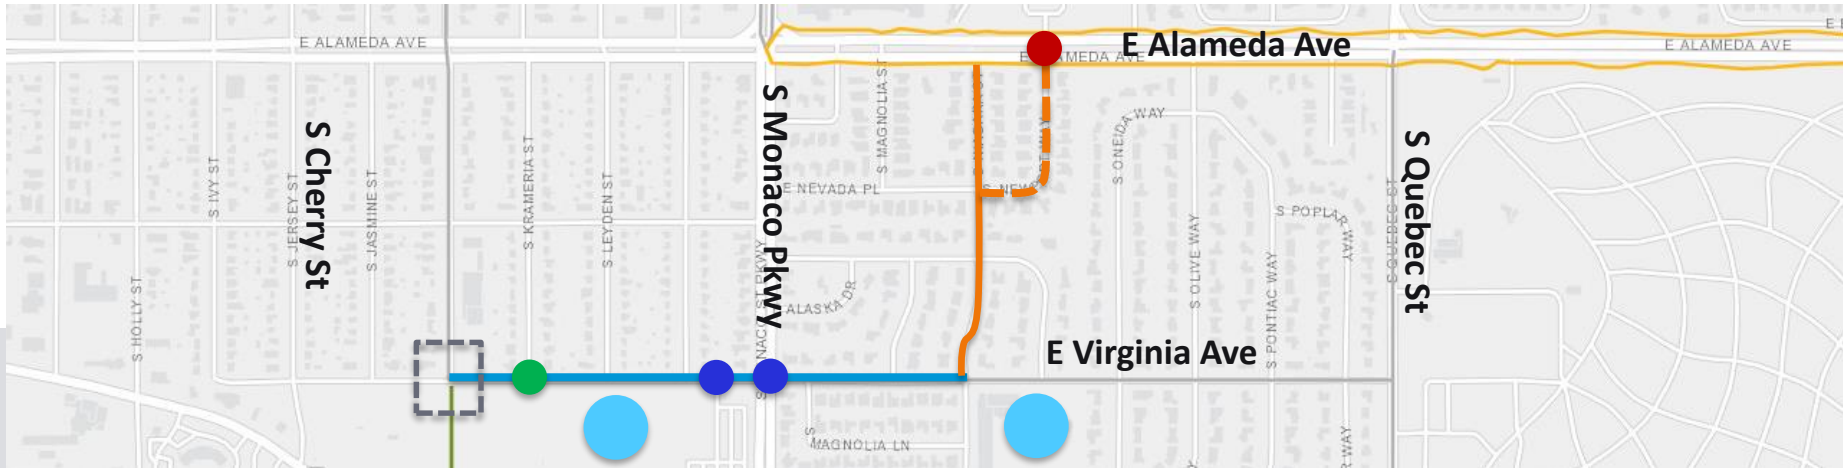 E ALAMEDA AVE
E Alameda Ave
E ALAMEDA AVE
S Cherry St
S Monaco Pkwy
S Quebec St
S MAGNOLIA ST
S ONEIDA WAY
S IVY ST
S JERSEY ST
S JASMINE ST
S KRAMERIA ST
S LEYDEN ST
E NEVADA PL
S POPLAR WAY
S QUEBEC ST
S OLIVE WAY
S PONTIAC WAY
S HOLLY ST
ALASKA DR
E Virginia Ave
S MAGNOLIA LN